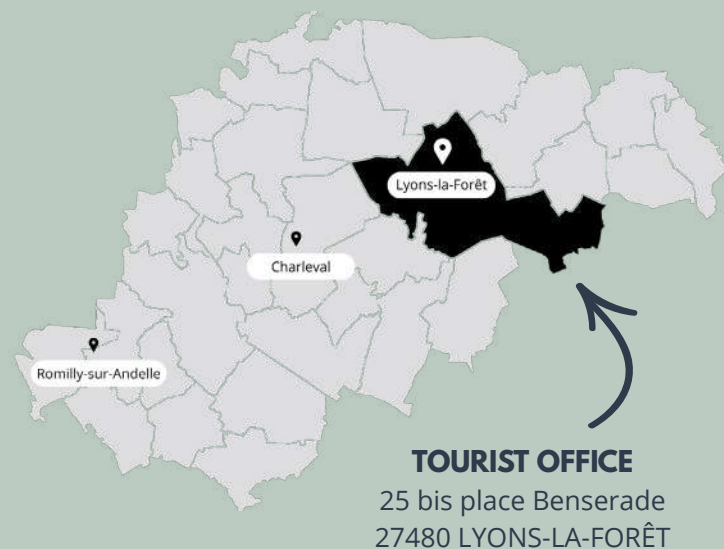 Lyons-la-Forêt
Charleval
Romilly-sur-Andelle
TOURIST OFFICE
25 bis place Benserade
27480 LYONS-LA-FORÊT